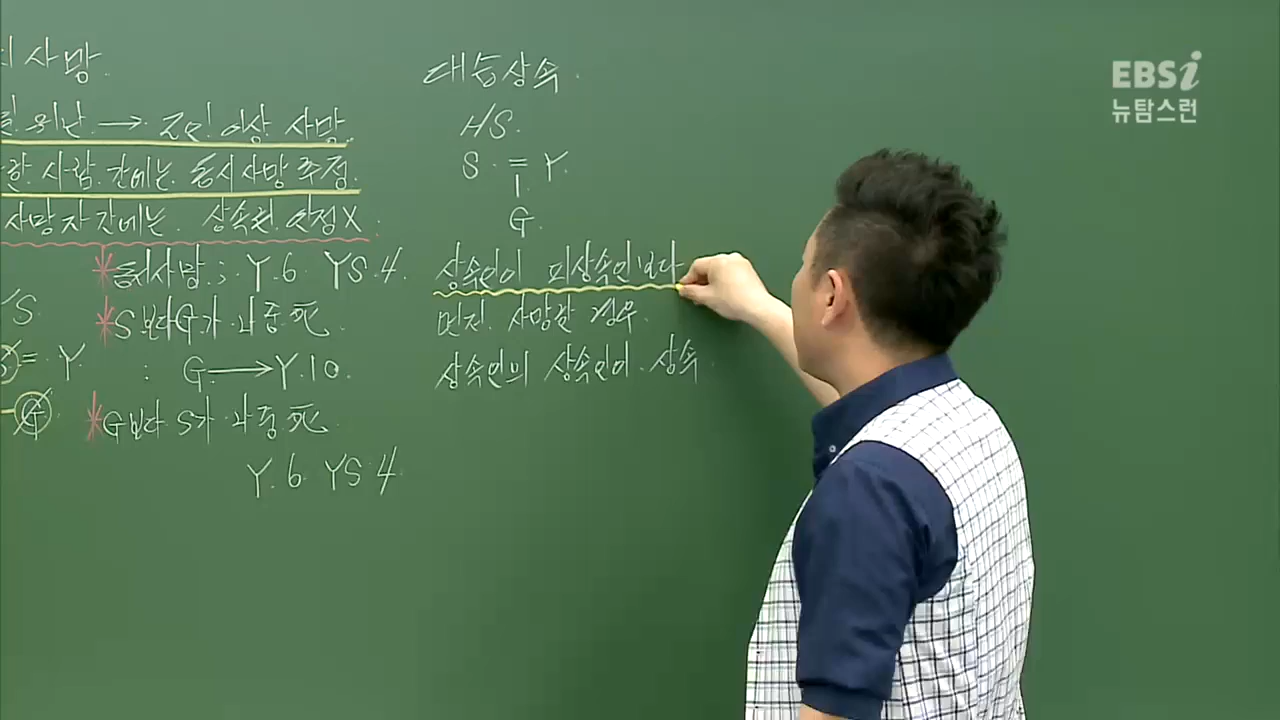 시사망.
위난 → 2인 이상 사망.
한 사람 간에는 동시사망 추정.
사망자 간에는 상속권 인정X.
*동시사망 : Y.6 YS.4.
S
*S보다 G가 나중 死.
= Y : G → Y.10.
G
*G보다 S가 나중 死.
Y.6 YS.4.
대습상속.
HS.
S = Y.
G.
상속인이 피상속인보다
먼저 사망할 경우.
상속인의 상속인이 상속.
EBSi
뉴탐스런